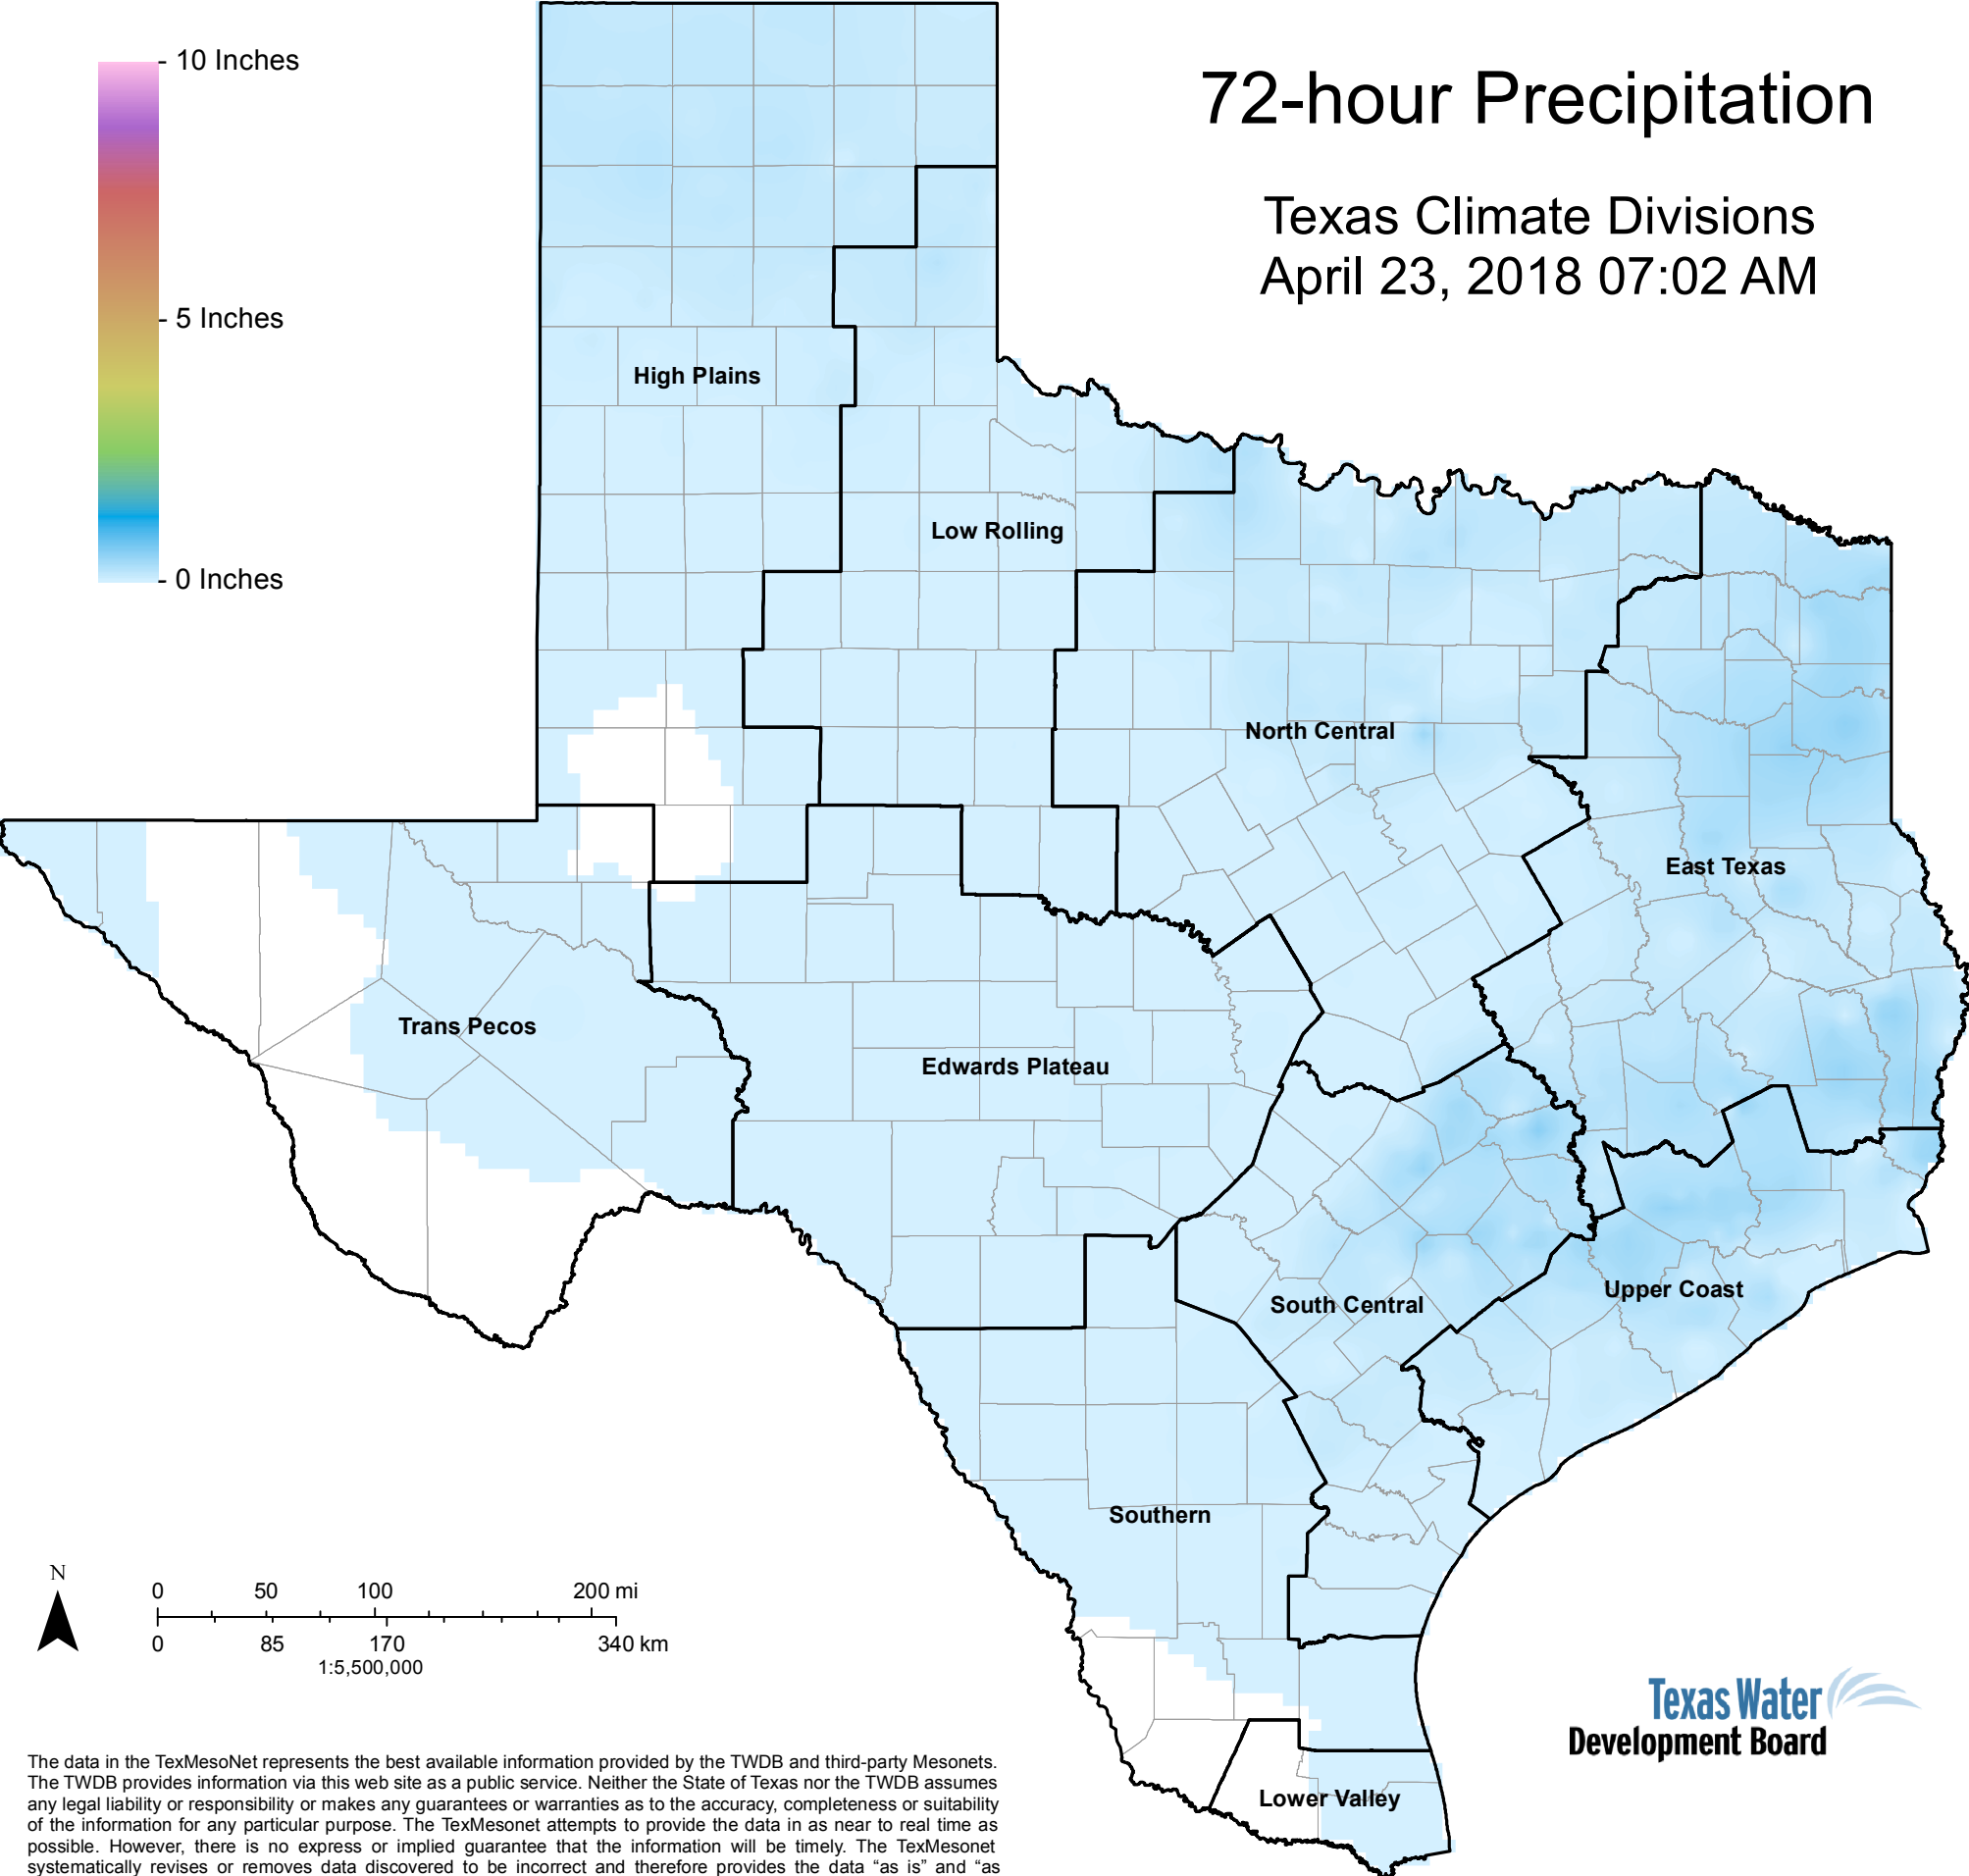 72-hour Precipitation
Texas Climate Divisions
April 23, 2018 07:02 AM
10 Inches
5 Inches
0 Inches
High Plains
Low Rolling
North Central
East Texas
Trans Pecos
Edwards Plateau
South Central
Upper Coast
Southern
Lower Valley
N
0 50 100 200 mi
0 85 170 340 km
1:5,500,000
Texas Water
Development Board
The data in the TexMesoNet represents the best available information provided by the TWDB and third-party Mesonets.
The TWDB provides information via this web site as a public service. Neither the State of Texas nor the TWDB assumes
any legal liability or responsibility or makes any guarantees or warranties as to the accuracy, completeness or suitability
of the information for any particular purpose. The TexMesonet attempts to provide the data in as near to real time as
possible. However, there is no express or implied guarantee that the information will be timely. The TexMesonet
systematically revises or removes data discovered to be incorrect and therefore provides the data “as is” and “as